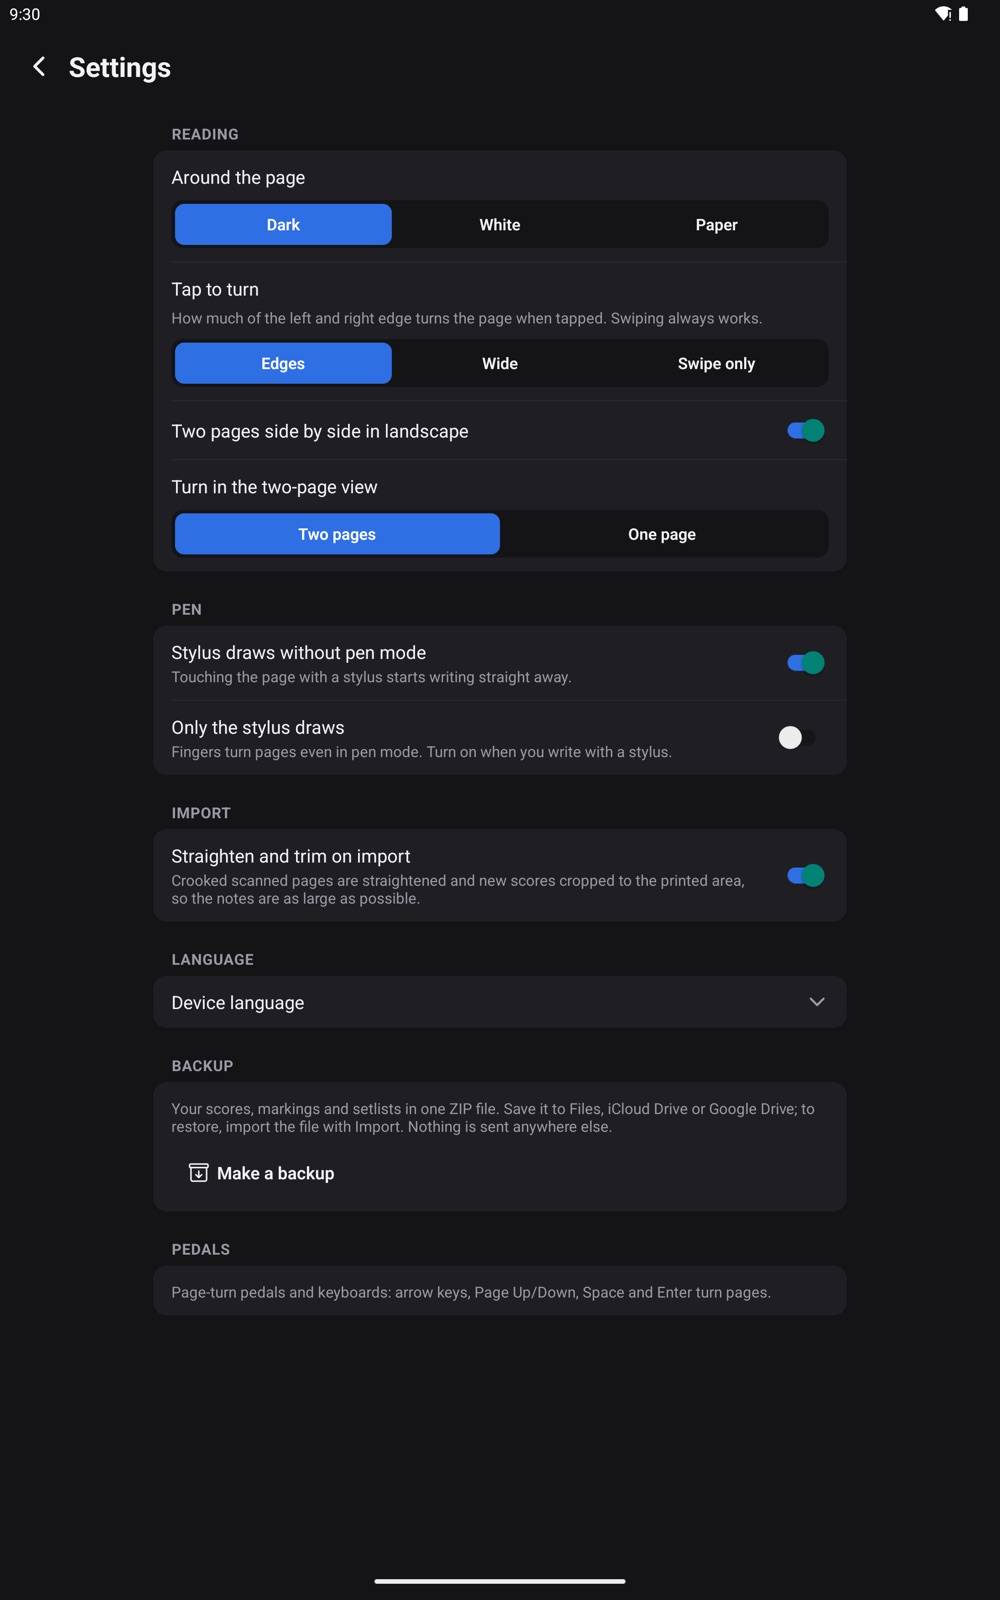 9:30
Settings
READING
Around the page
Dark
White
Paper
Tap to turn
How much of the left and right edge turns the page when tapped. Swiping always works.
Edges
Wide
Swipe only
Two pages side by side in landscape
Turn in the two-page view
Two pages
One page
PEN
Stylus draws without pen mode
Touching the page with a stylus starts writing straight away.
Only the stylus draws
Fingers turn pages even in pen mode. Turn on when you write with a stylus.
IMPORT
Straighten and trim on import
Crooked scanned pages are straightened and new scores cropped to the printed area,
so the notes are as large as possible.
LANGUAGE
Device language
BACKUP
Your scores, markings and setlists in one ZIP file. Save it to Files, iCloud Drive or Google Drive; to
restore, import the file with Import. Nothing is sent anywhere else.
Make a backup
PEDALS
Page-turn pedals and keyboards: arrow keys, Page Up/Down, Space and Enter turn pages.